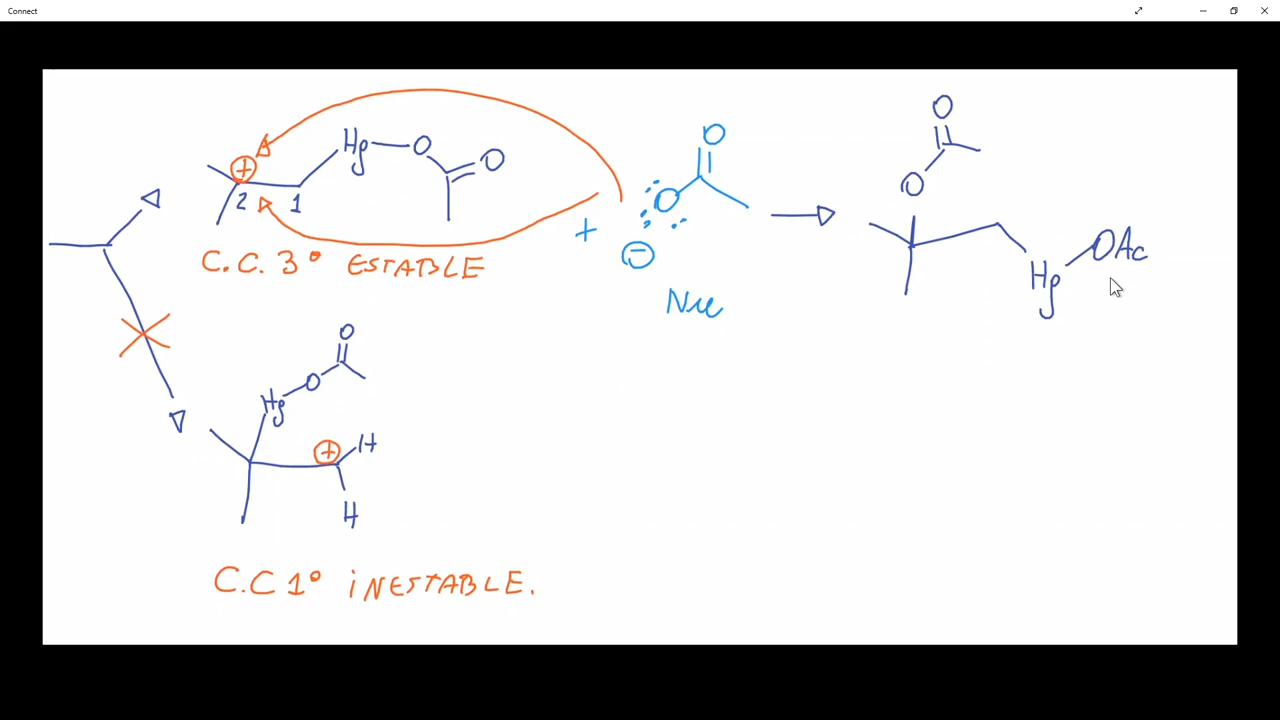 Connect
Hg O O
+
2 1
C.C. 3° ESTABLE
O
O
+
−
Nu
O
O
Hg OAc
O
O
Hg
+ H
H
C.C 1° iNESTABLE.